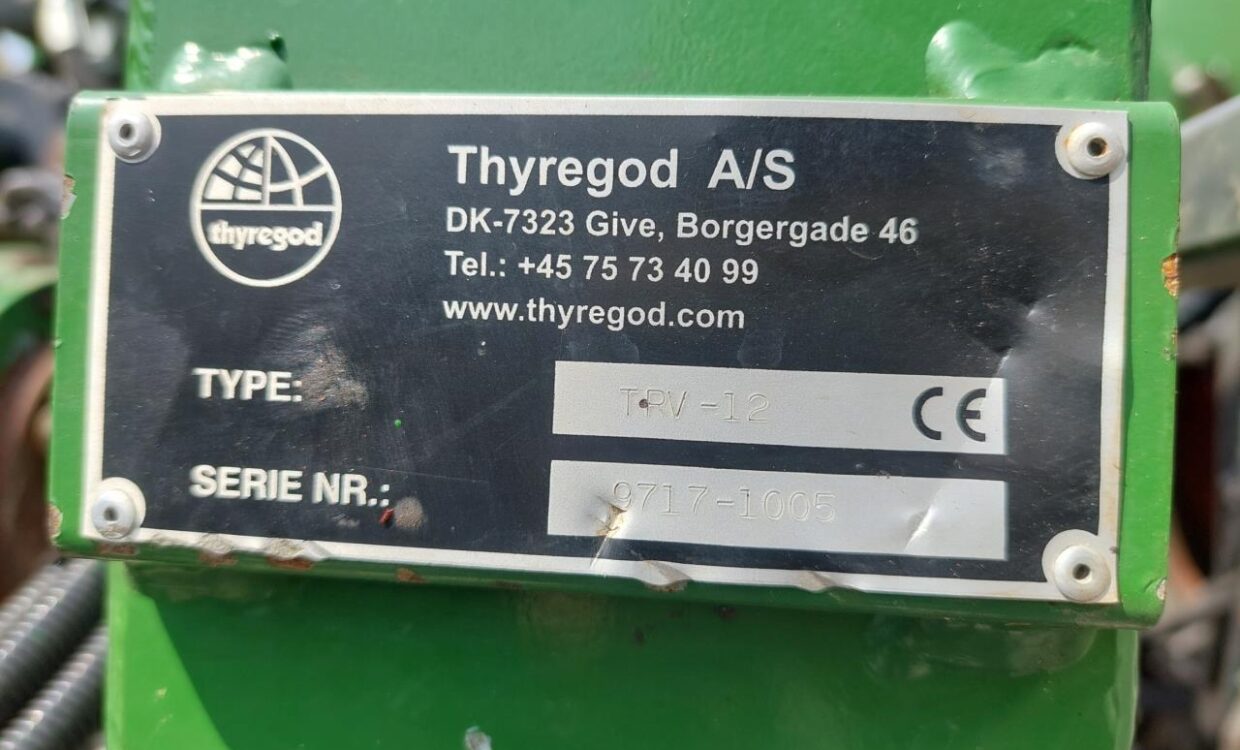 thyregod
Thyregod A/S
DK-7323 Give, Borgergade 46
Tel.: +45 75 73 40 99
www.thyregod.com
TYPE: TRV-12 CE
SERIE NR.: 9717-1005